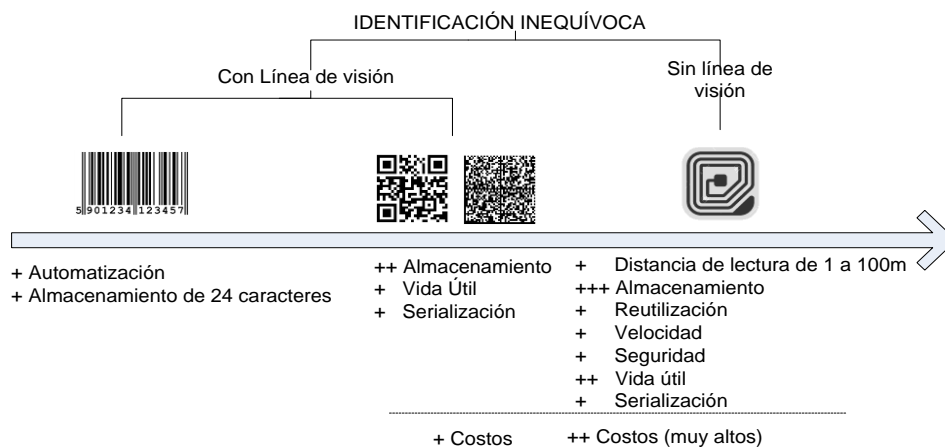 IDENTIFICACIÓN INEQUÍVOCA
Con Línea de visión
Sin línea de
visión
5 901234 123457
+ Automatización
+ Almacenamiento de 24 caracteres
++ Almacenamiento
+ Vida Útil
+ Serialización
+ Distancia de lectura de 1 a 100m
+++ Almacenamiento
+ Reutilización
+ Velocidad
+ Seguridad
++ Vida útil
+ Serialización
+ Costos
++ Costos (muy altos)